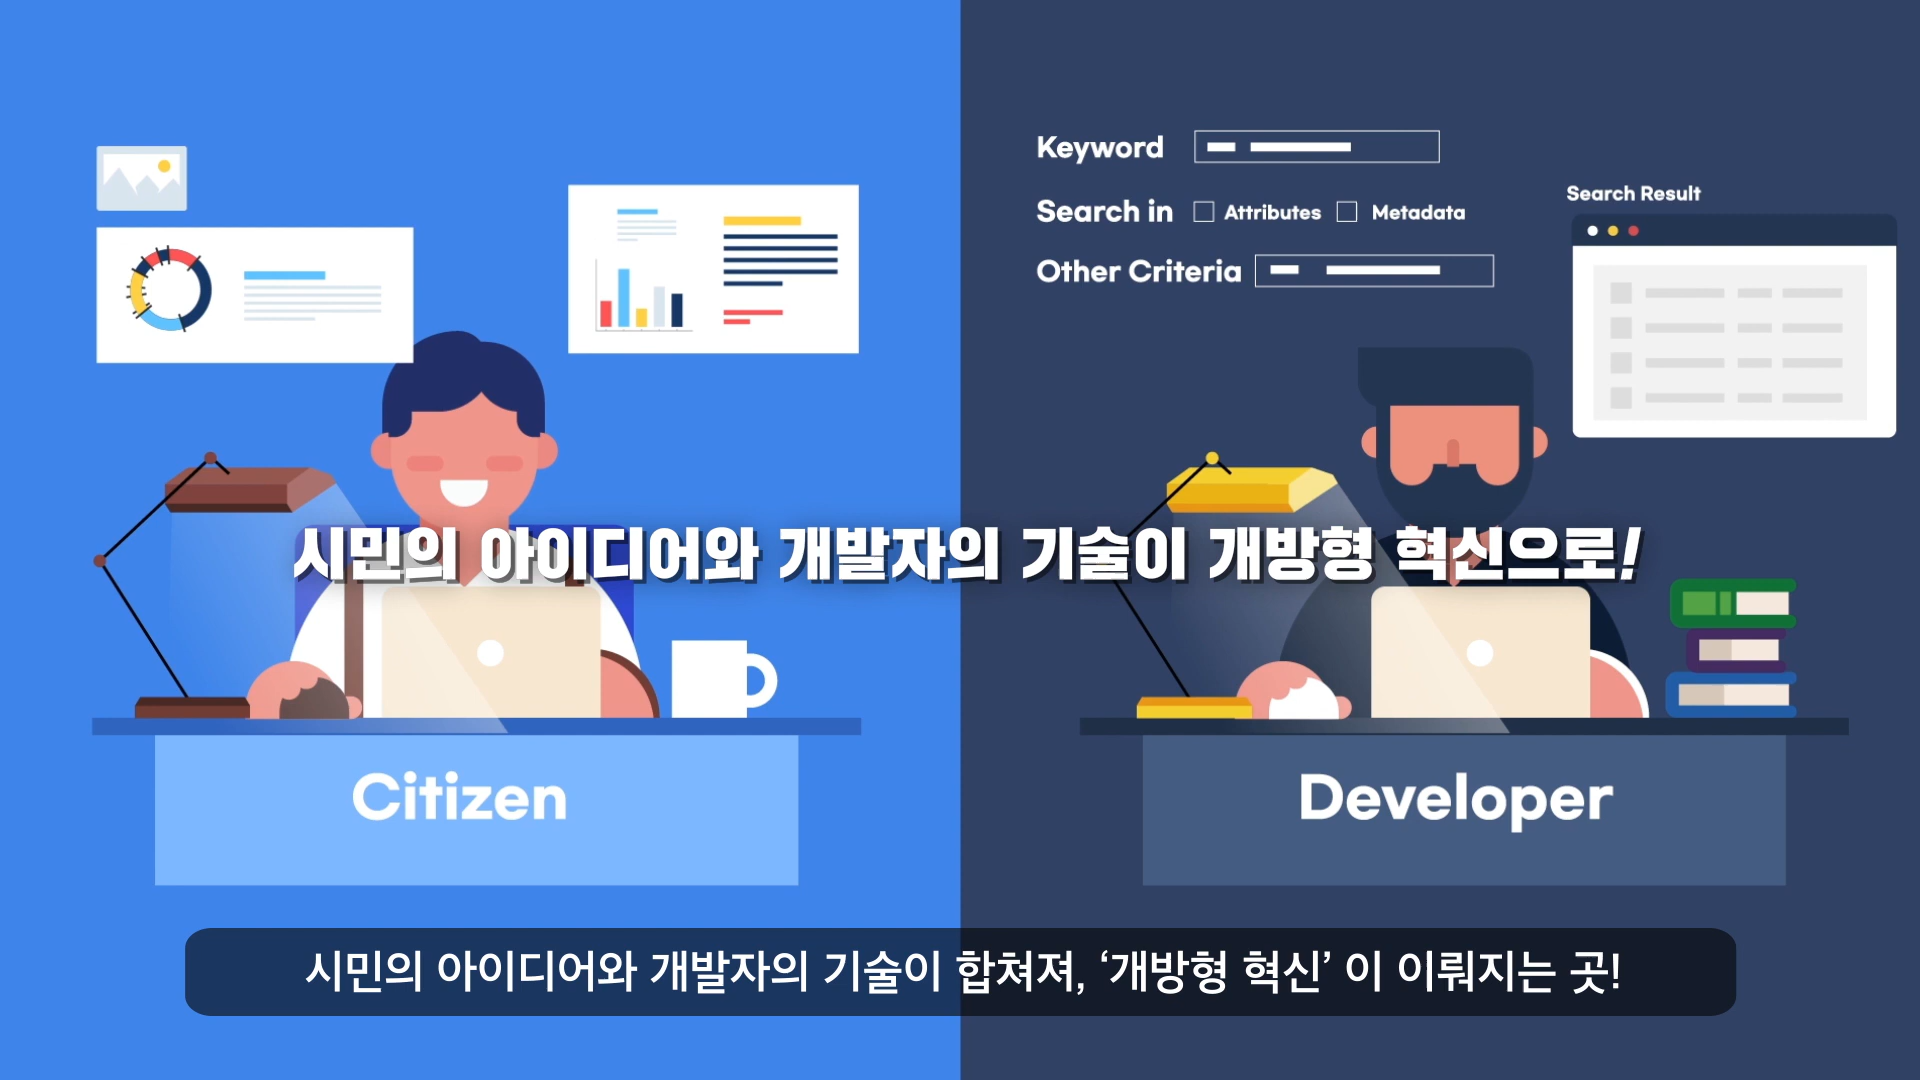 Keyword
Search in Attributes Metadata
Other Criteria
Search Result
시민의 아이디어와 개발자의 기술이 개방형 혁신으로!
Citizen
Developer
시민의 아이디어와 개발자의 기술이 합쳐져, ‘개방형 혁신’ 이 이뤄지는 곳!